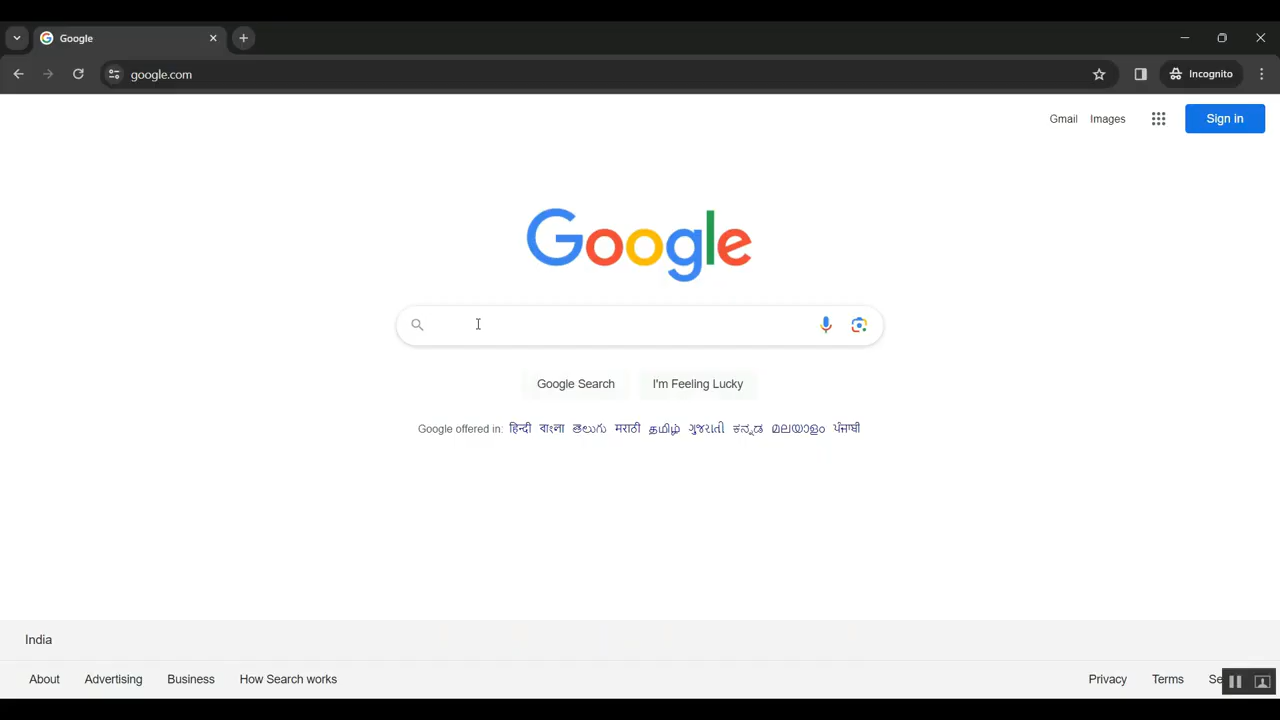 Google
google.com
Incognito
Gmail Images Sign in
Google
Google Search I'm Feeling Lucky
Google offered in: हिन्दी বাংলা తెలుగు मराठी தமிழ் ગુજરાતી ಕನ್ನಡ മലയാളം ਪੰਜਾਬੀ
India
About Advertising Business How Search works Privacy Terms Se